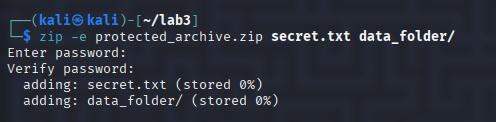 ┌──(kali㉿kali)-[~/lab3]
└─$ zip -e protected_archive.zip secret.txt data_folder/
Enter password:
Verify password:
  adding: secret.txt (stored 0%)
  adding: data_folder/ (stored 0%)